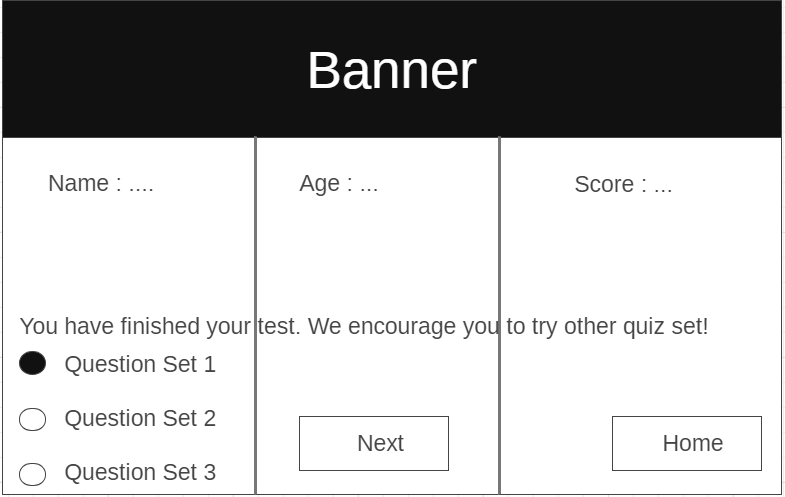 Banner
Name : ....
Age : ...
Score : ...
You have finished your test. We encourage you to try other quiz set!
Question Set 1
Question Set 2
Question Set 3
Next
Home